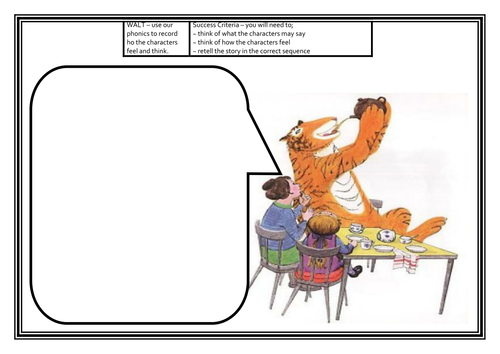 WALT – use our
phonics to record
ho the characters
feel and think.
Success Criteria – you will need to;
– think of what the characters may say
– think of how the characters feel
– retell the story in the correct sequence